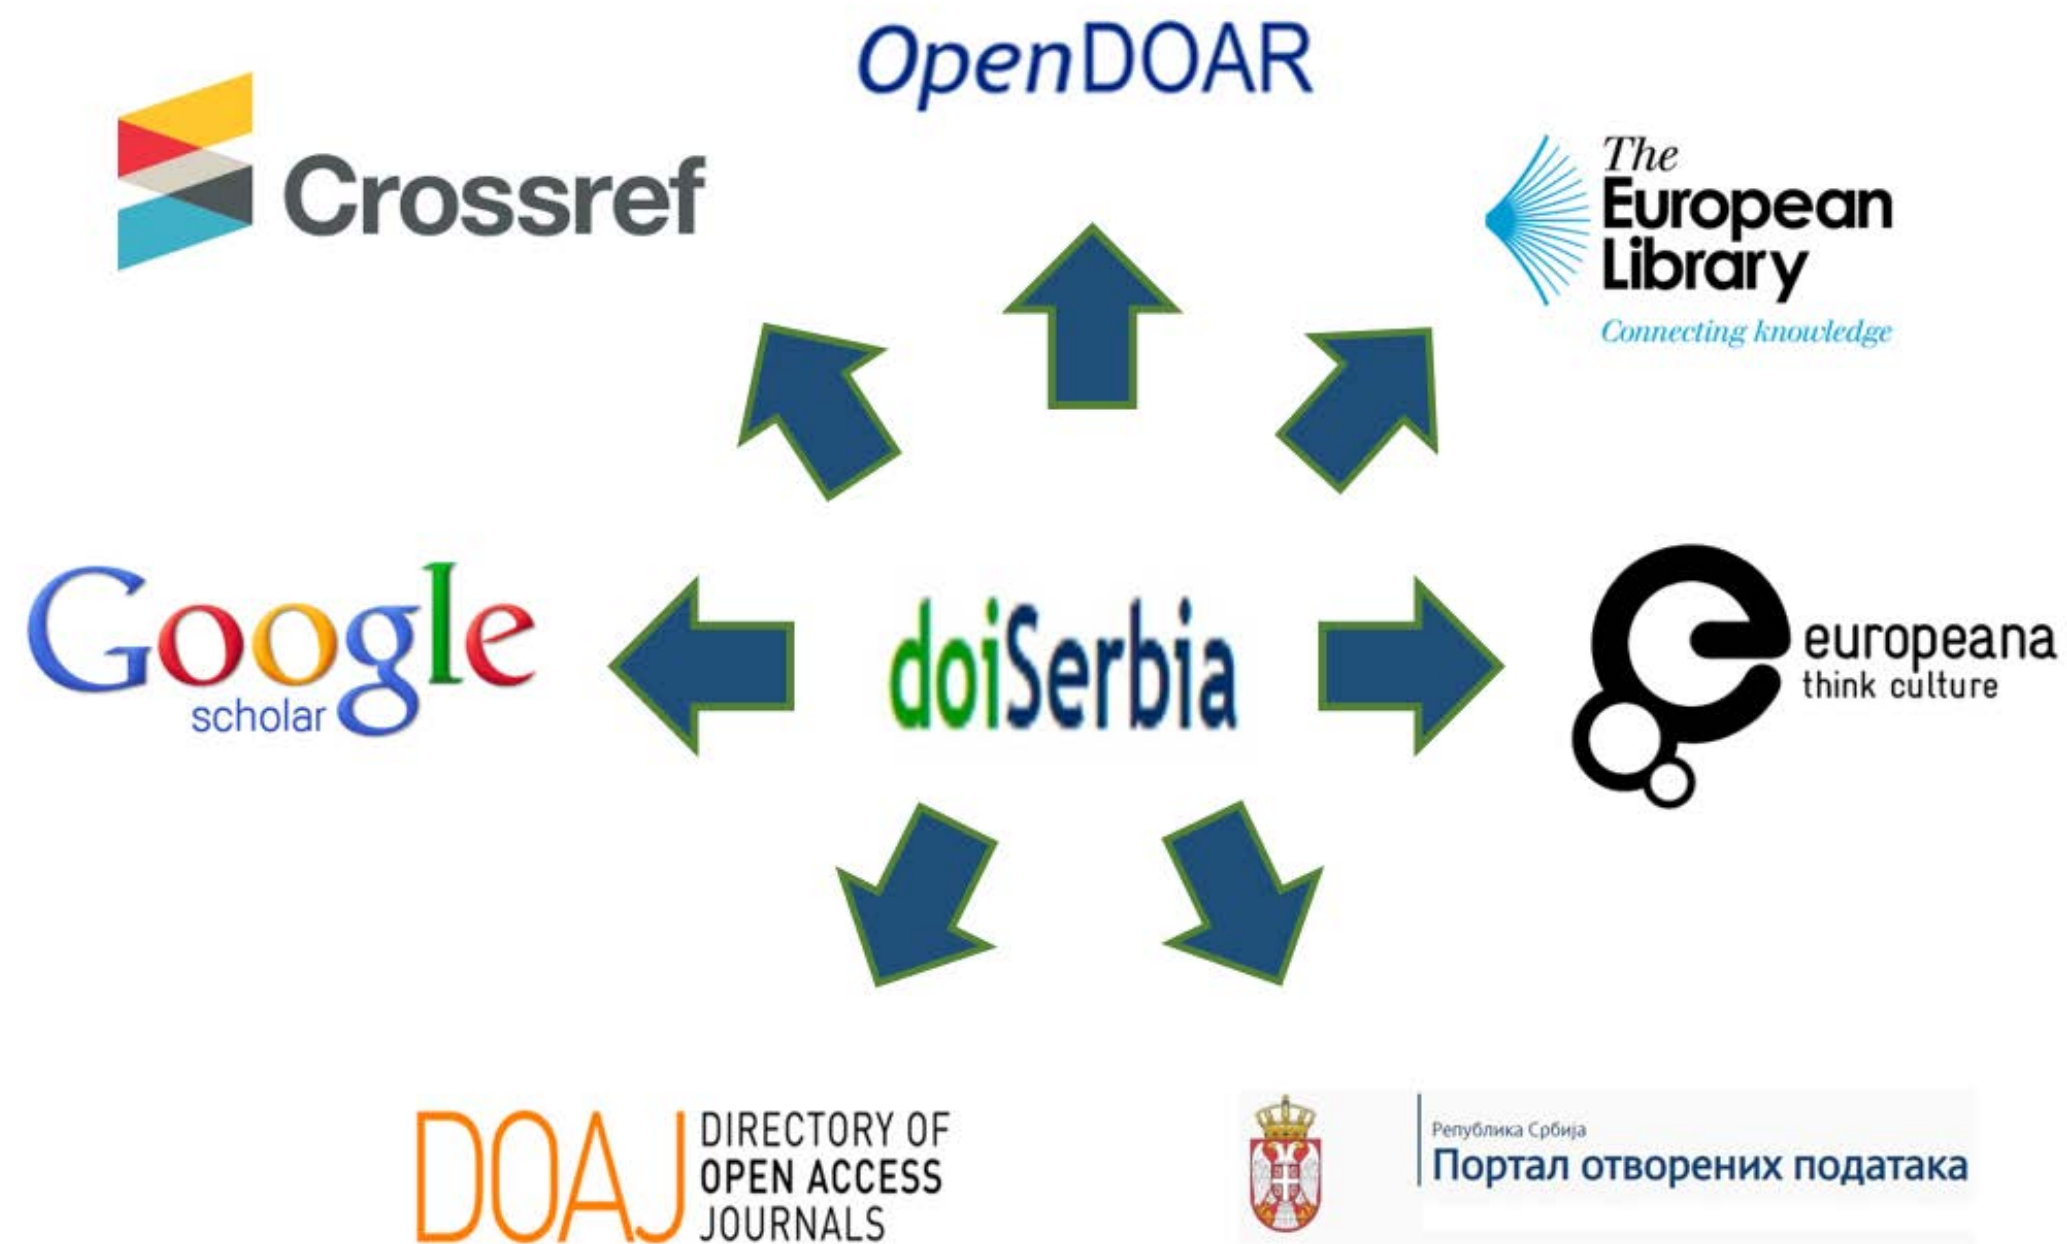 OpenDOAR
Crossref
The
European
Library
Connecting knowledge
Google
scholar
doiSerbia
europeana
think culture
DOAJ
DIRECTORY OF
OPEN ACCESS
JOURNALS
Република Србија
Портал отворених података